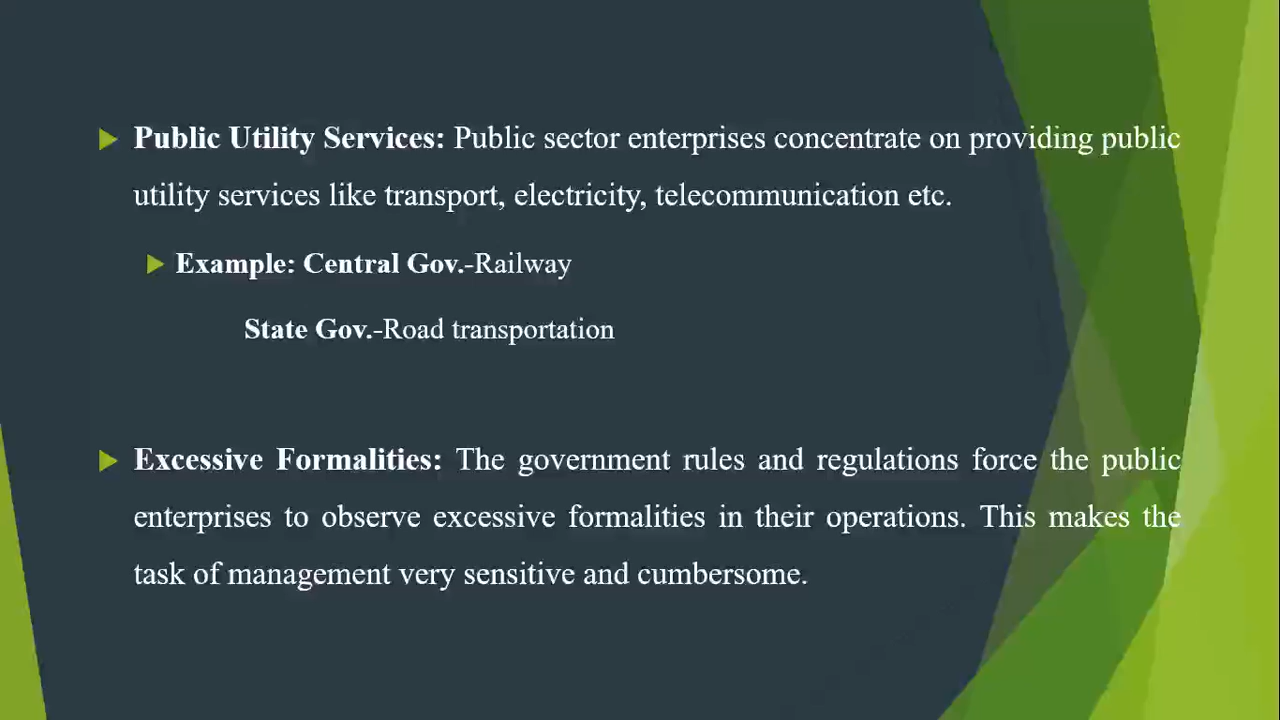 Public Utility Services: Public sector enterprises concentrate on providing public
utility services like transport, electricity, telecommunication etc.
Example: Central Gov.-Railway
State Gov.-Road transportation
Excessive Formalities: The government rules and regulations force the public
enterprises to observe excessive formalities in their operations. This makes the
task of management very sensitive and cumbersome.